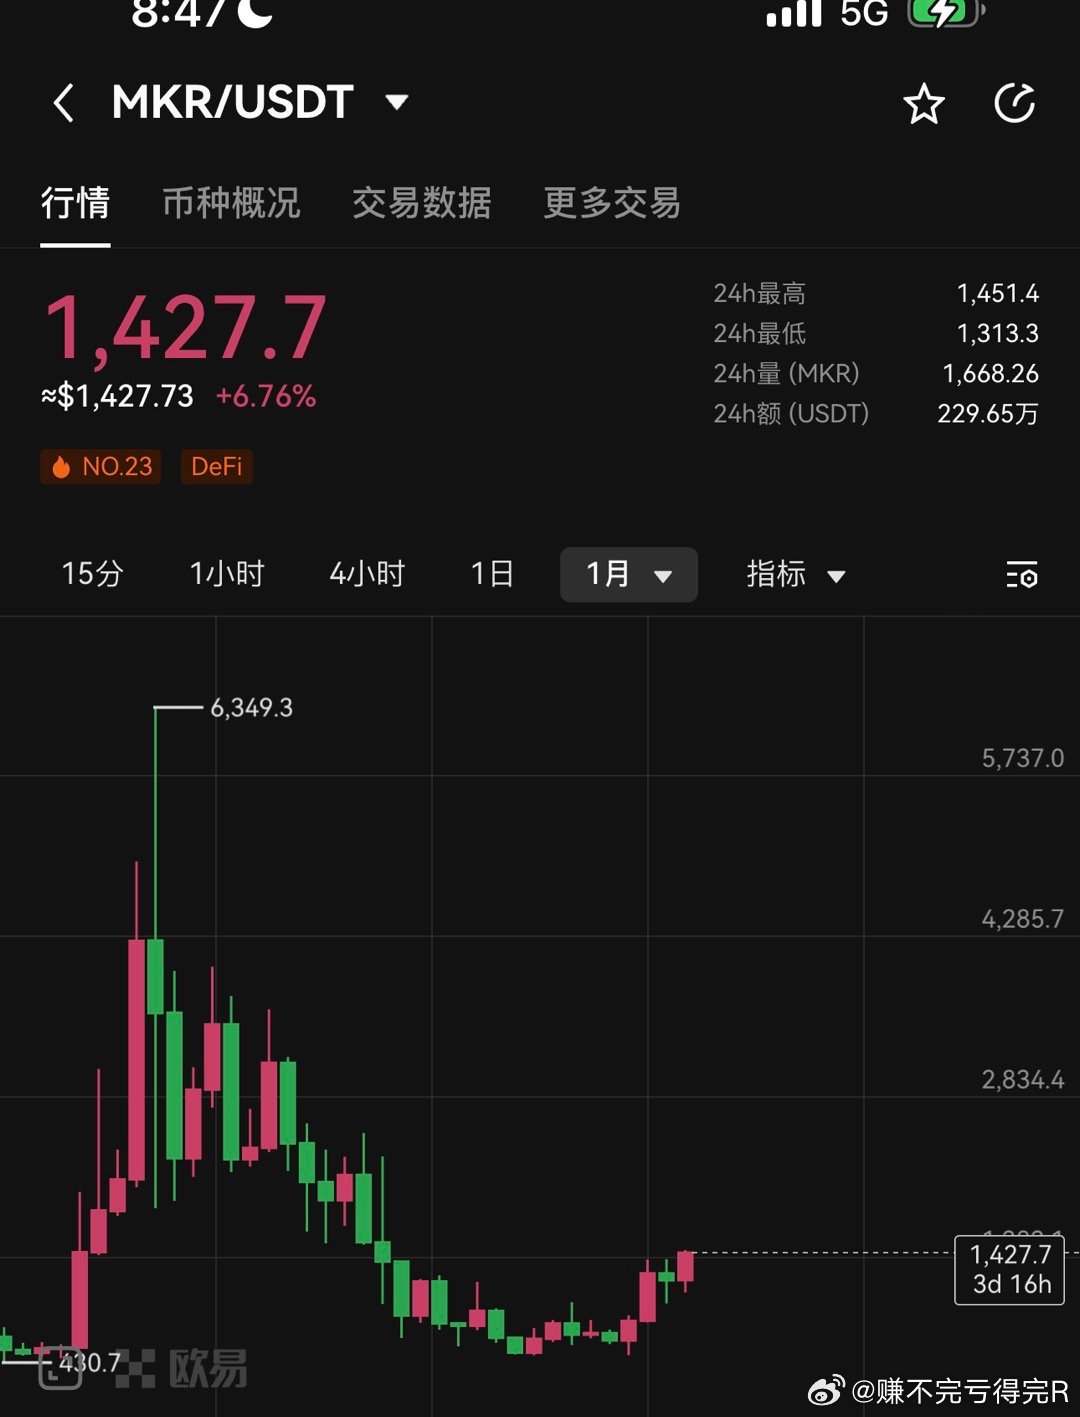 8:47 5G
MKR/USDT
行情 币种概况 交易数据 更多交易
1,427.7
≈$1,427.73 +6.76%
24h最高 1,451.4
24h最低 1,313.3
24h量 (MKR) 1,668.26
24h额 (USDT) 229.65万
NO.23 DeFi
15分 1小时 4小时 1日 1月 指标
6,349.3
5,737.0
4,285.7
2,834.4
1,427.7
3d 16h
430.7
欧易
@赚不完亏得完R